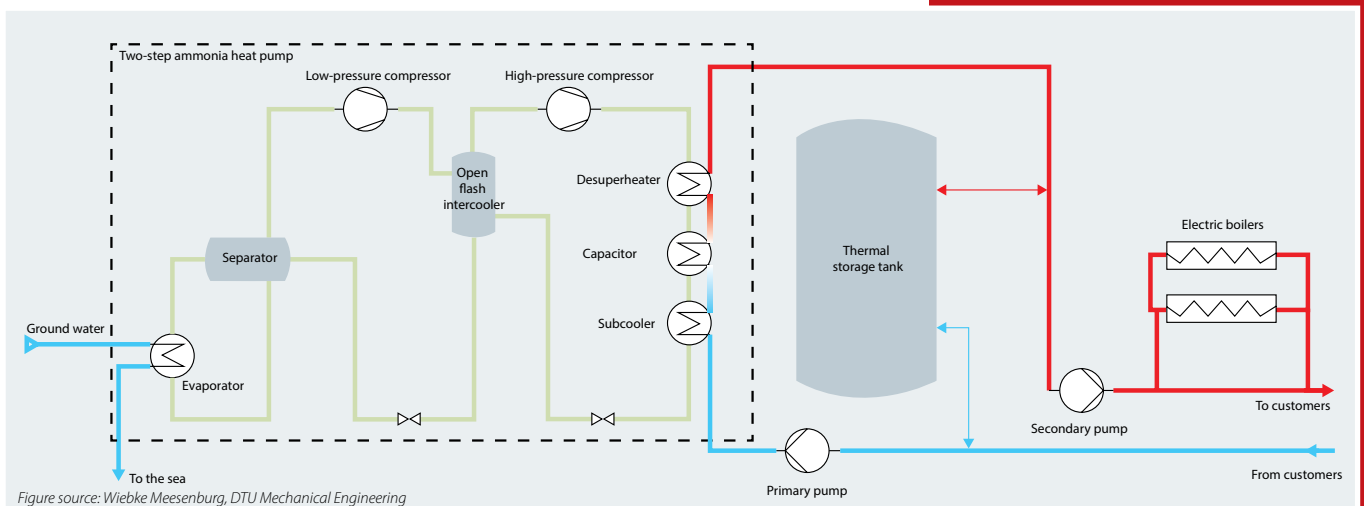 Two-step ammonia heat pump
Low-pressure compressor
High-pressure compressor
Open
flash
intercooler
Desuperheater
Separator
Capacitor
Thermal
storage tank
Electric boilers
Subcooler
Ground water
Evaporator
To customers
Secondary pump
To the sea
Primary pump
From customers
Figure source: Wiebke Meesenburg, DTU Mechanical Engineering